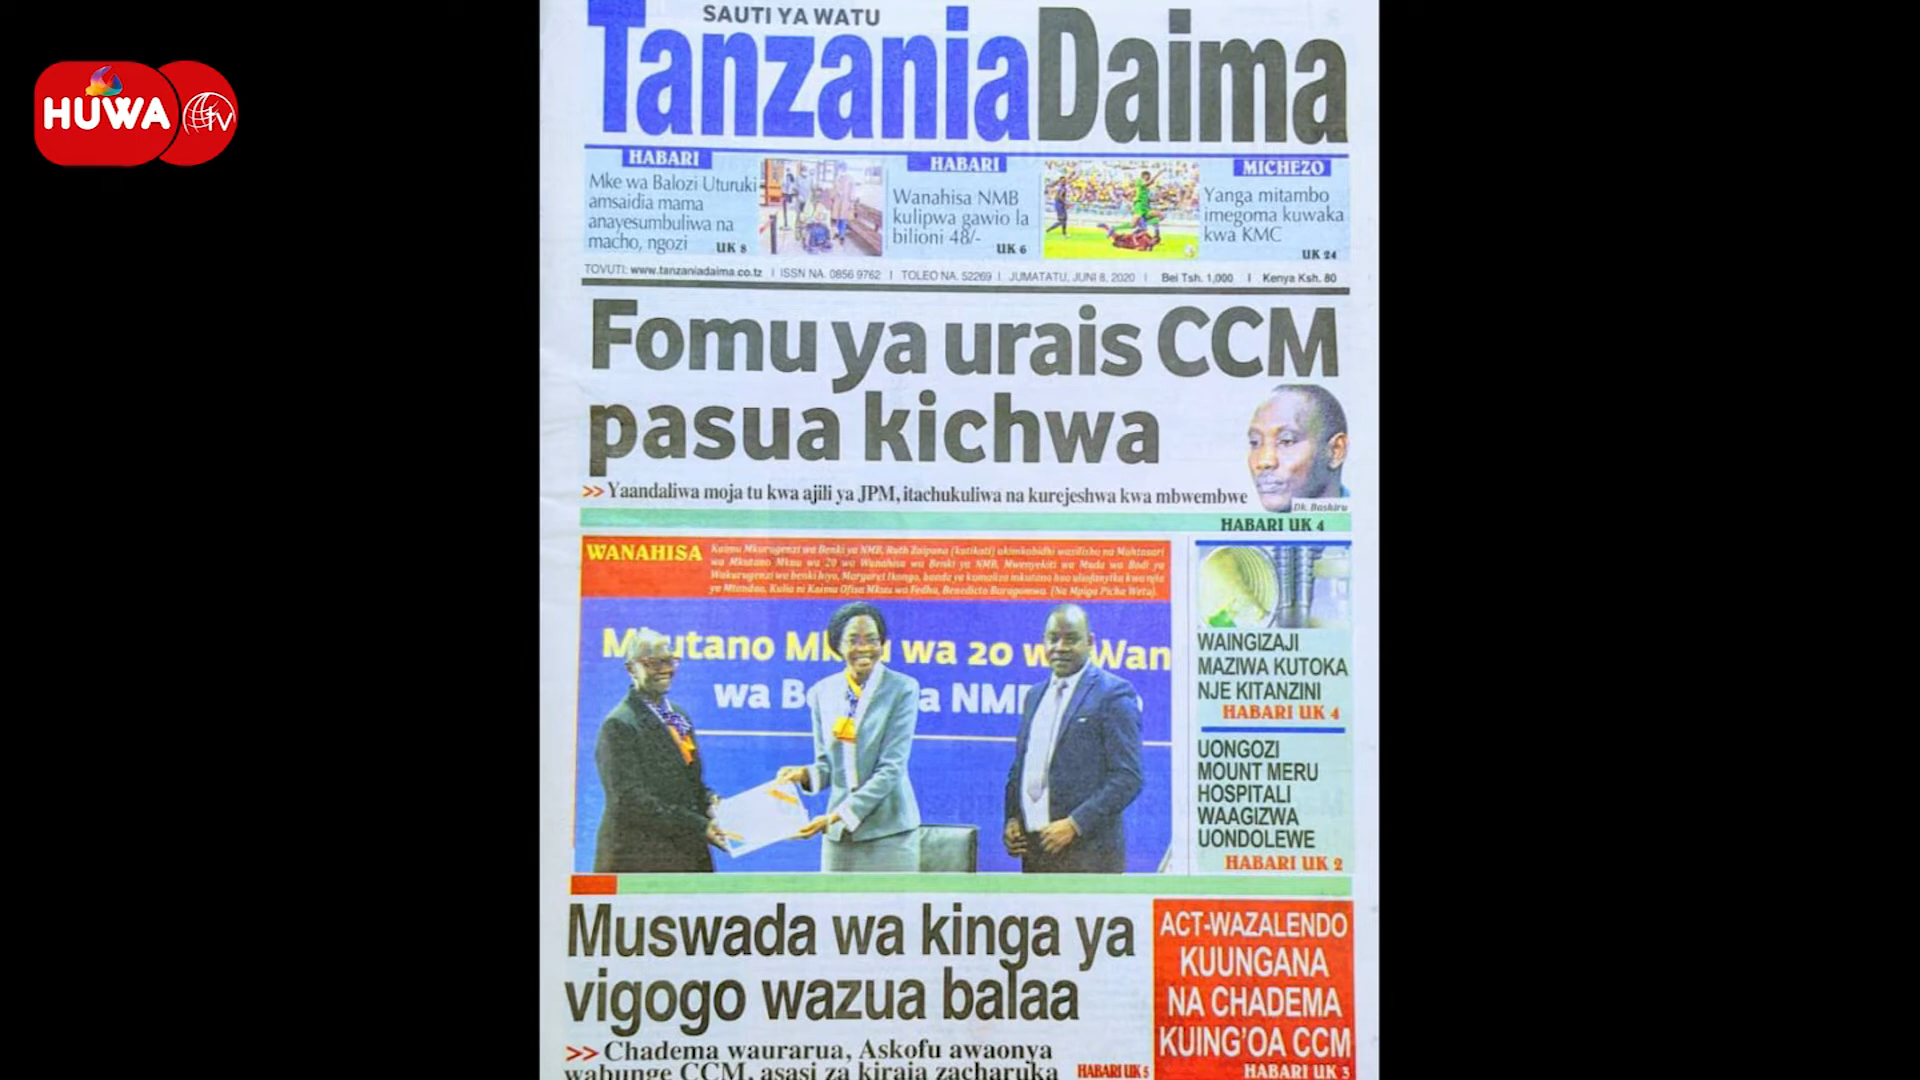 HUWA tv
SAUTI YA WATU
TanzaniaDaima
HABARI
Mke wa Balozi Uturuki
amsaidia mama
anayesumbuliwa na
macho, ngozi UK 8
HABARI
Wanahisa NMB
kulipwa gawio la
bilioni 48/-
UK 6
MICHEZO
Yanga mitambo
imegoma kuwaka
kwa KMC
UK 24
TOVUTI: www.tanzaniadaima.co.tz | ISSN NA. 0856 9762 | TOLEO NA. 52269 | JUMATATU, JUNI 8, 2020 | Bei Tsh. 1,000 | Kenya Ksh. 80
Fomu ya urais CCM
pasua kichwa
>> Yaandaliwa moja tu kwa ajili ya JPM, itachukuliwa na kurejeshwa kwa mbwembwe
Dk. Bashiru
HABARI UK 4
WANAHISA
Kaimu Mkurugenzi wa Benki ya NMB, Ruth Zaipuna (katikati) akimkabidhi wasilisho na Muhtasari
wa Mkutano Mkuu wa 20 wa Wanahisa wa Benki ya NMB, Mwenyekiti wa Muda wa Bodi ya
Wakurugenzi wa benki hiyo, Margaret Ikongo, baada ya kumaliza mkutano huo uliofanyika kwa njia
ya Mtandao. Kulia ni Kaimu Ofisa Mkuu wa Fedha, Benedicto Baragomwa. (Na Mpiga Picha Wetu).
Mkutano Mkuu wa 20 wa Wan
wa Be a NMB
WAINGIZAJI
MAZIWA KUTOKA
NJE KITANZINI
HABARI UK 4
UONGOZI
MOUNT MERU
HOSPITALI
WAAGIZWA
UONDOLEWE
HABARI UK 2
Muswada wa kinga ya
vigogo wazua balaa
>> Chadema waurarua, Askofu awaonya
wabunge CCM, asasi za kiraia zacharuka
HABARI UK 5
ACT-WAZALENDO
KUUNGANA
NA CHADEMA
KUING'OA CCM
HABARI UK 3